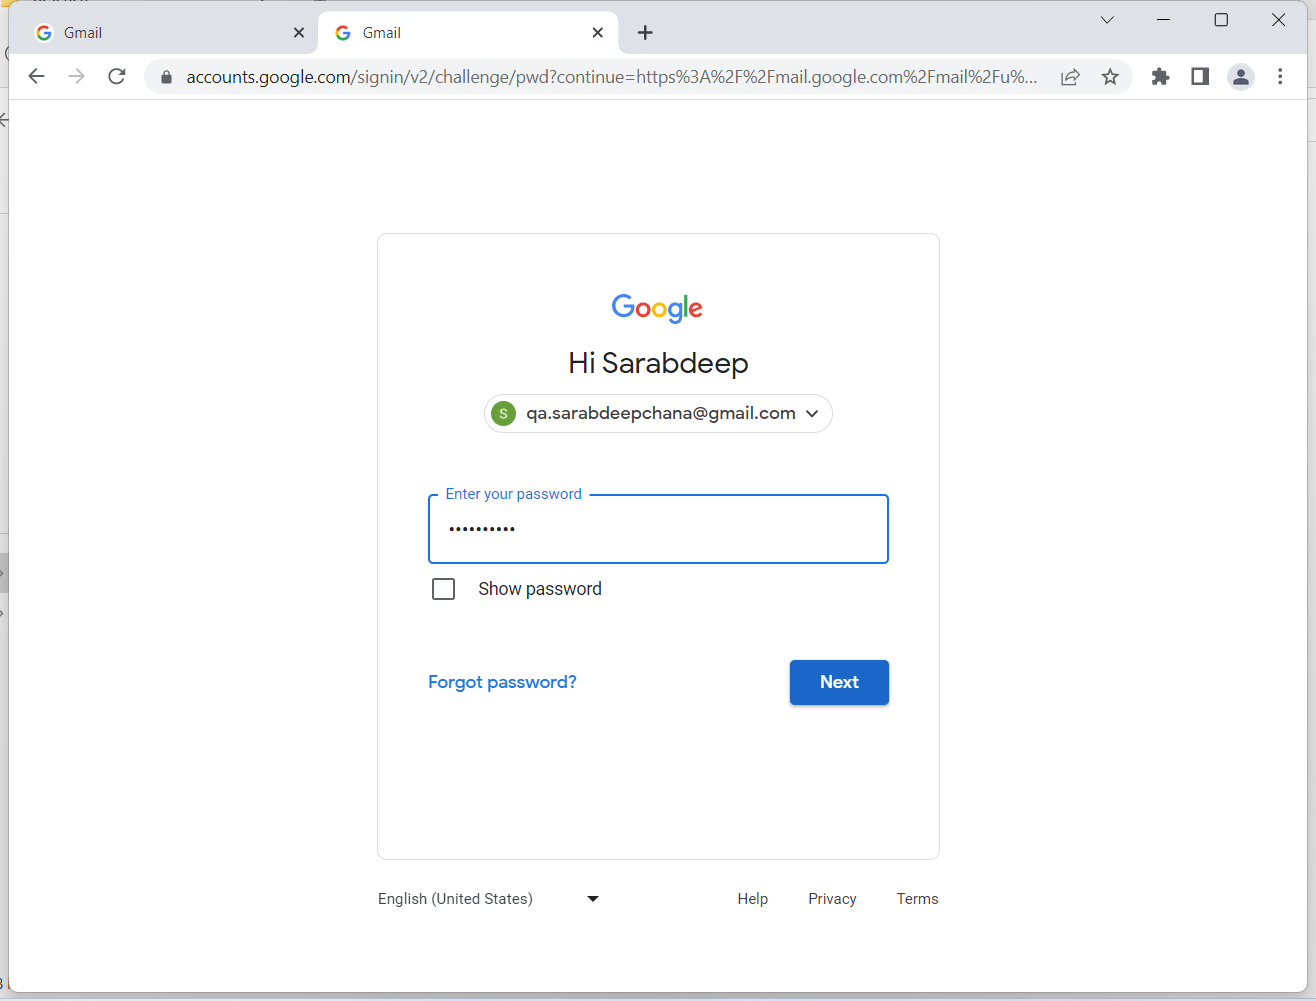 Gmail
Gmail
accounts.google.com/signin/v2/challenge/pwd?continue=https%3A%2F%2Fmail.google.com%2Fmail%2Fu%...
Google
Hi Sarabdeep
S qa.sarabdeepchana@gmail.com
Enter your password
••••••••••
Show password
Forgot password?
Next
English (United States)
Help
Privacy
Terms